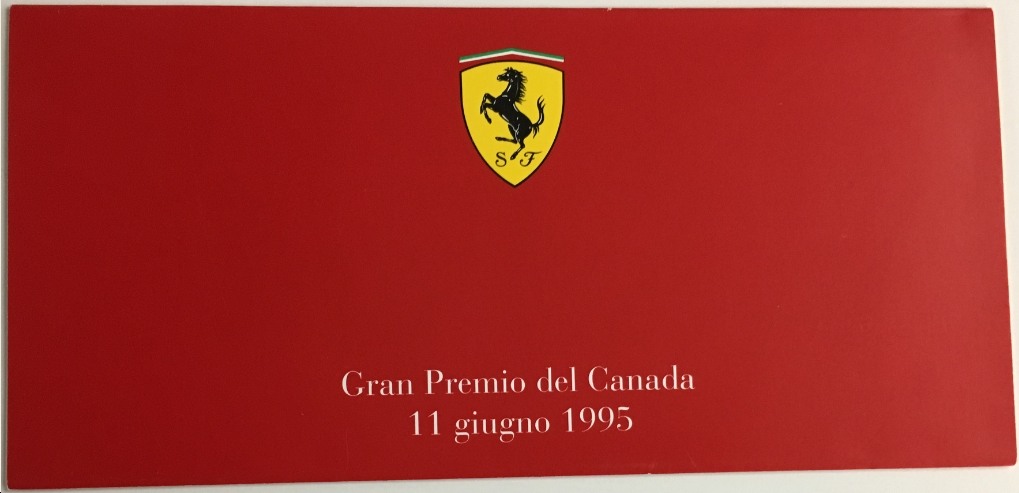 S F
Gran Premio del Canada
11 giugno 1995